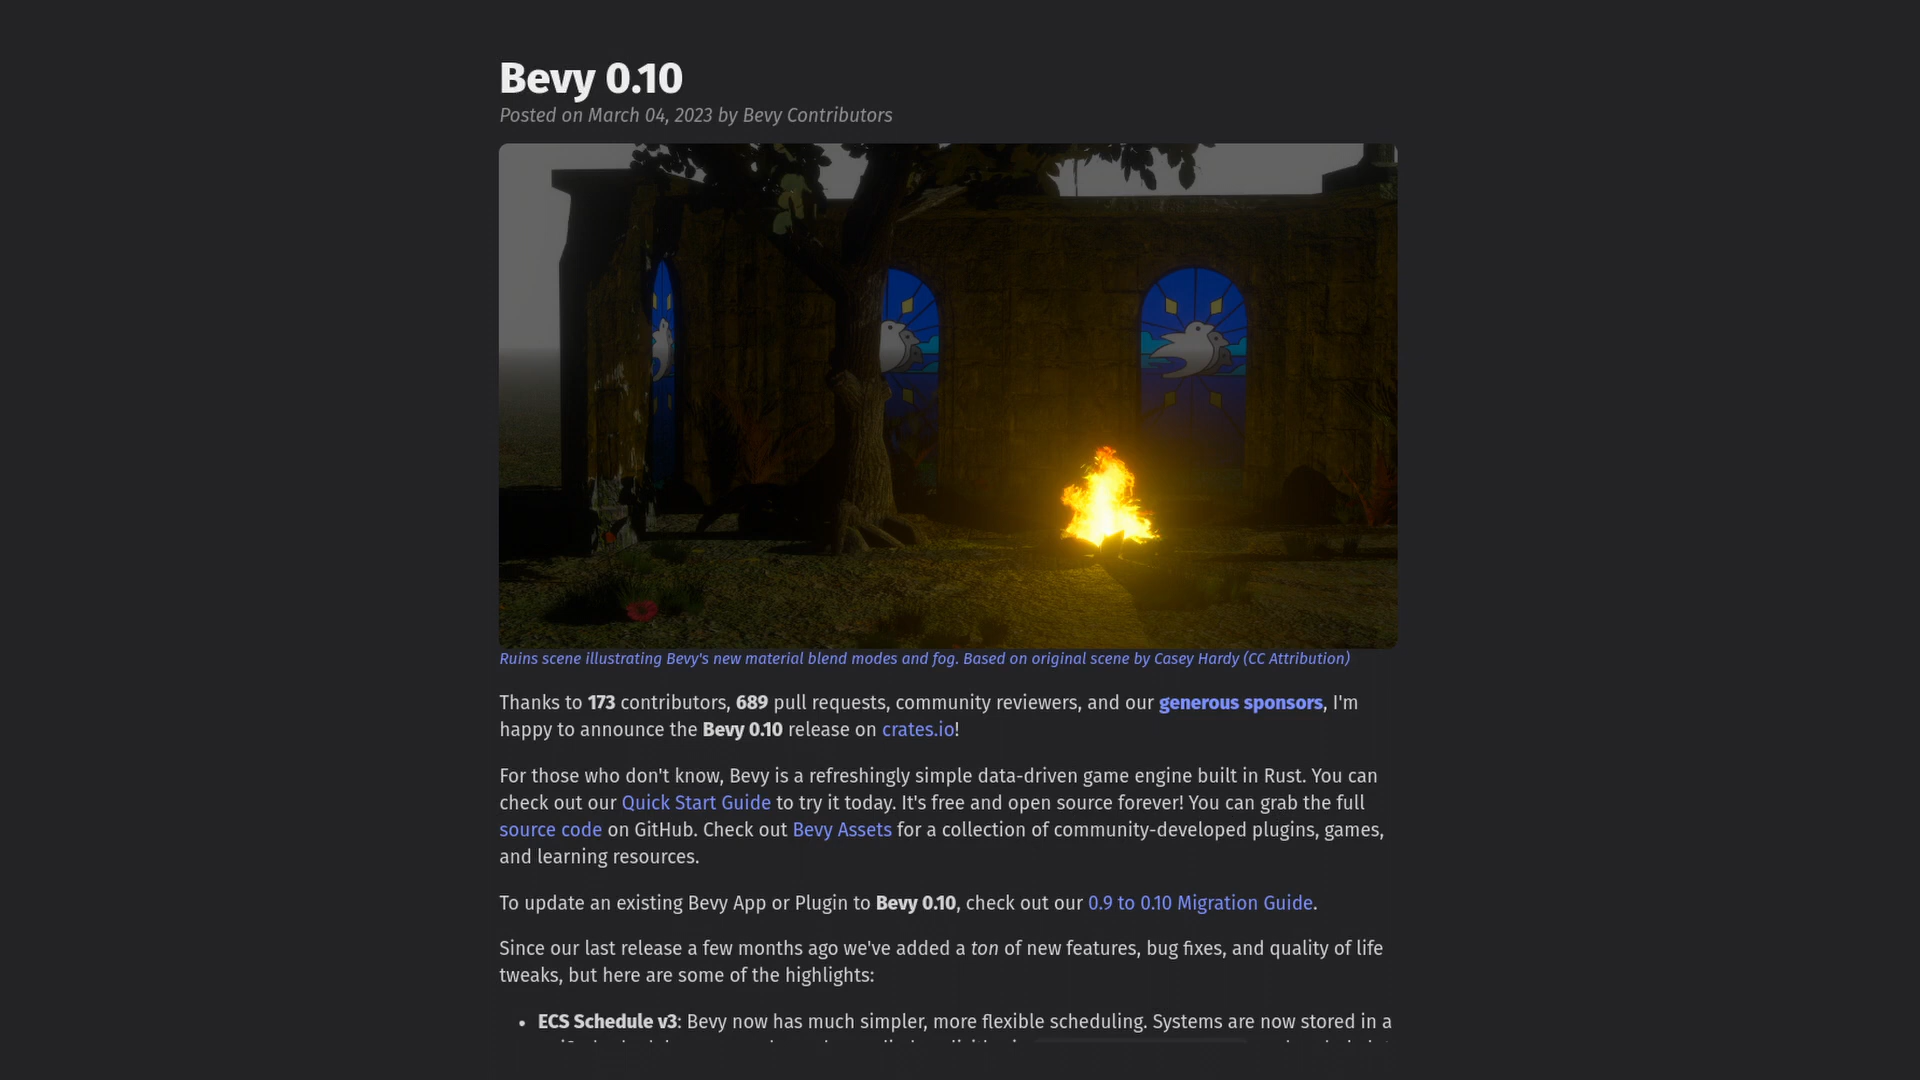 Bevy 0.10
Posted on March 04, 2023 by Bevy Contributors
Ruins scene illustrating Bevy's new material blend modes and fog. Based on original scene by Casey Hardy (CC Attribution)
Thanks to 173 contributors, 689 pull requests, community reviewers, and our generous sponsors, I'm
happy to announce the Bevy 0.10 release on crates.io!
For those who don't know, Bevy is a refreshingly simple data-driven game engine built in Rust. You can
check out our Quick Start Guide to try it today. It's free and open source forever! You can grab the full
source code on GitHub. Check out Bevy Assets for a collection of community-developed plugins, games,
and learning resources.
To update an existing Bevy App or Plugin to Bevy 0.10, check out our 0.9 to 0.10 Migration Guide.
Since our last release a few months ago we've added a ton of new features, bug fixes, and quality of life
tweaks, but here are some of the highlights:
• ECS Schedule v3: Bevy now has much simpler, more flexible scheduling. Systems are now stored in a